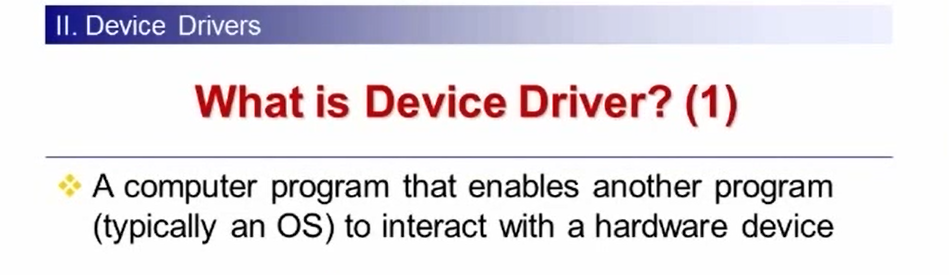 II. Device Drivers
What is Device Driver? (1)
A computer program that enables another program
(typically an OS) to interact with a hardware device